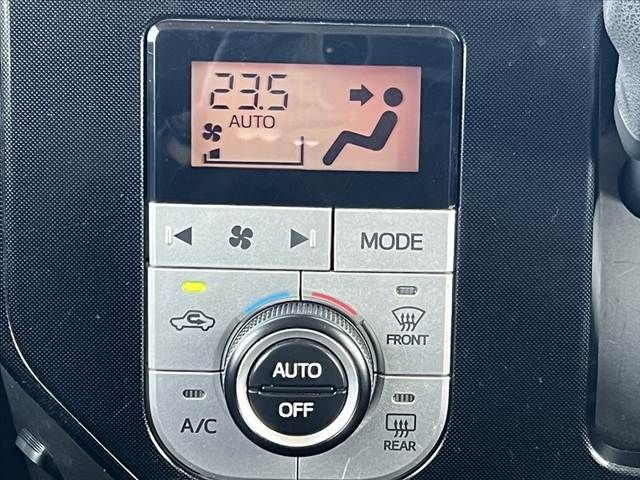 23.5
AUTO
MODE
FRONT
AUTO
OFF
A/C
REAR